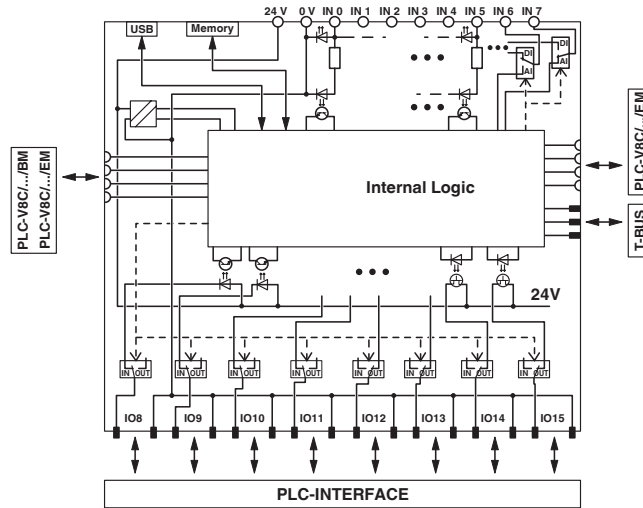 24 V 0 V IN 0 IN 1 IN 2 IN 3 IN 4 IN 5 IN 6 IN 7
USB Memory
DI
AI
DI
AI
PLC-V8C/.../BM
PLC-V8C/.../EM
Internal Logic
PLC-V8C/.../EM
T-BUS
24V
IN OUT IN OUT IN OUT IN OUT IN OUT IN OUT IN OUT IN OUT
IO8 IO9 IO10 IO11 IO12 IO13 IO14 IO15
PLC-INTERFACE